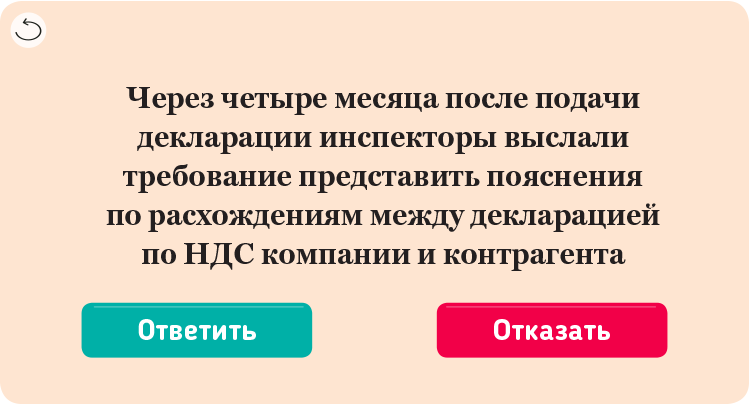 Через четыре месяца после подачи
декларации инспекторы выслали
требование представить пояснения
по расхождениям между декларацией
по НДС компании и контрагента
Ответить
Отказать